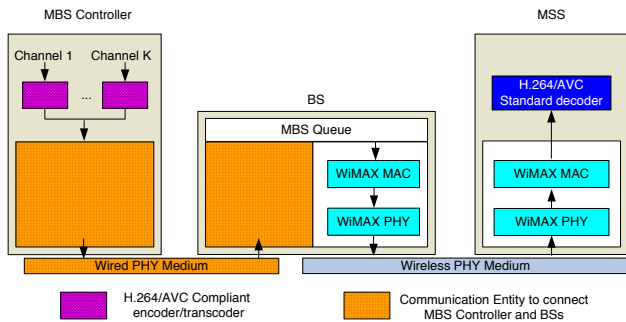 MBS Controller
Channel 1
Channel K
...
BS
MBS Queue
WiMAX MAC
WiMAX PHY
MSS
H.264/AVC
Standard decoder
WiMAX MAC
WiMAX PHY
Wired PHY Medium
Wireless PHY Medium
H.264/AVC Compliant
encoder/transcoder
Communication Entity to connect
MBS Controller and BSs